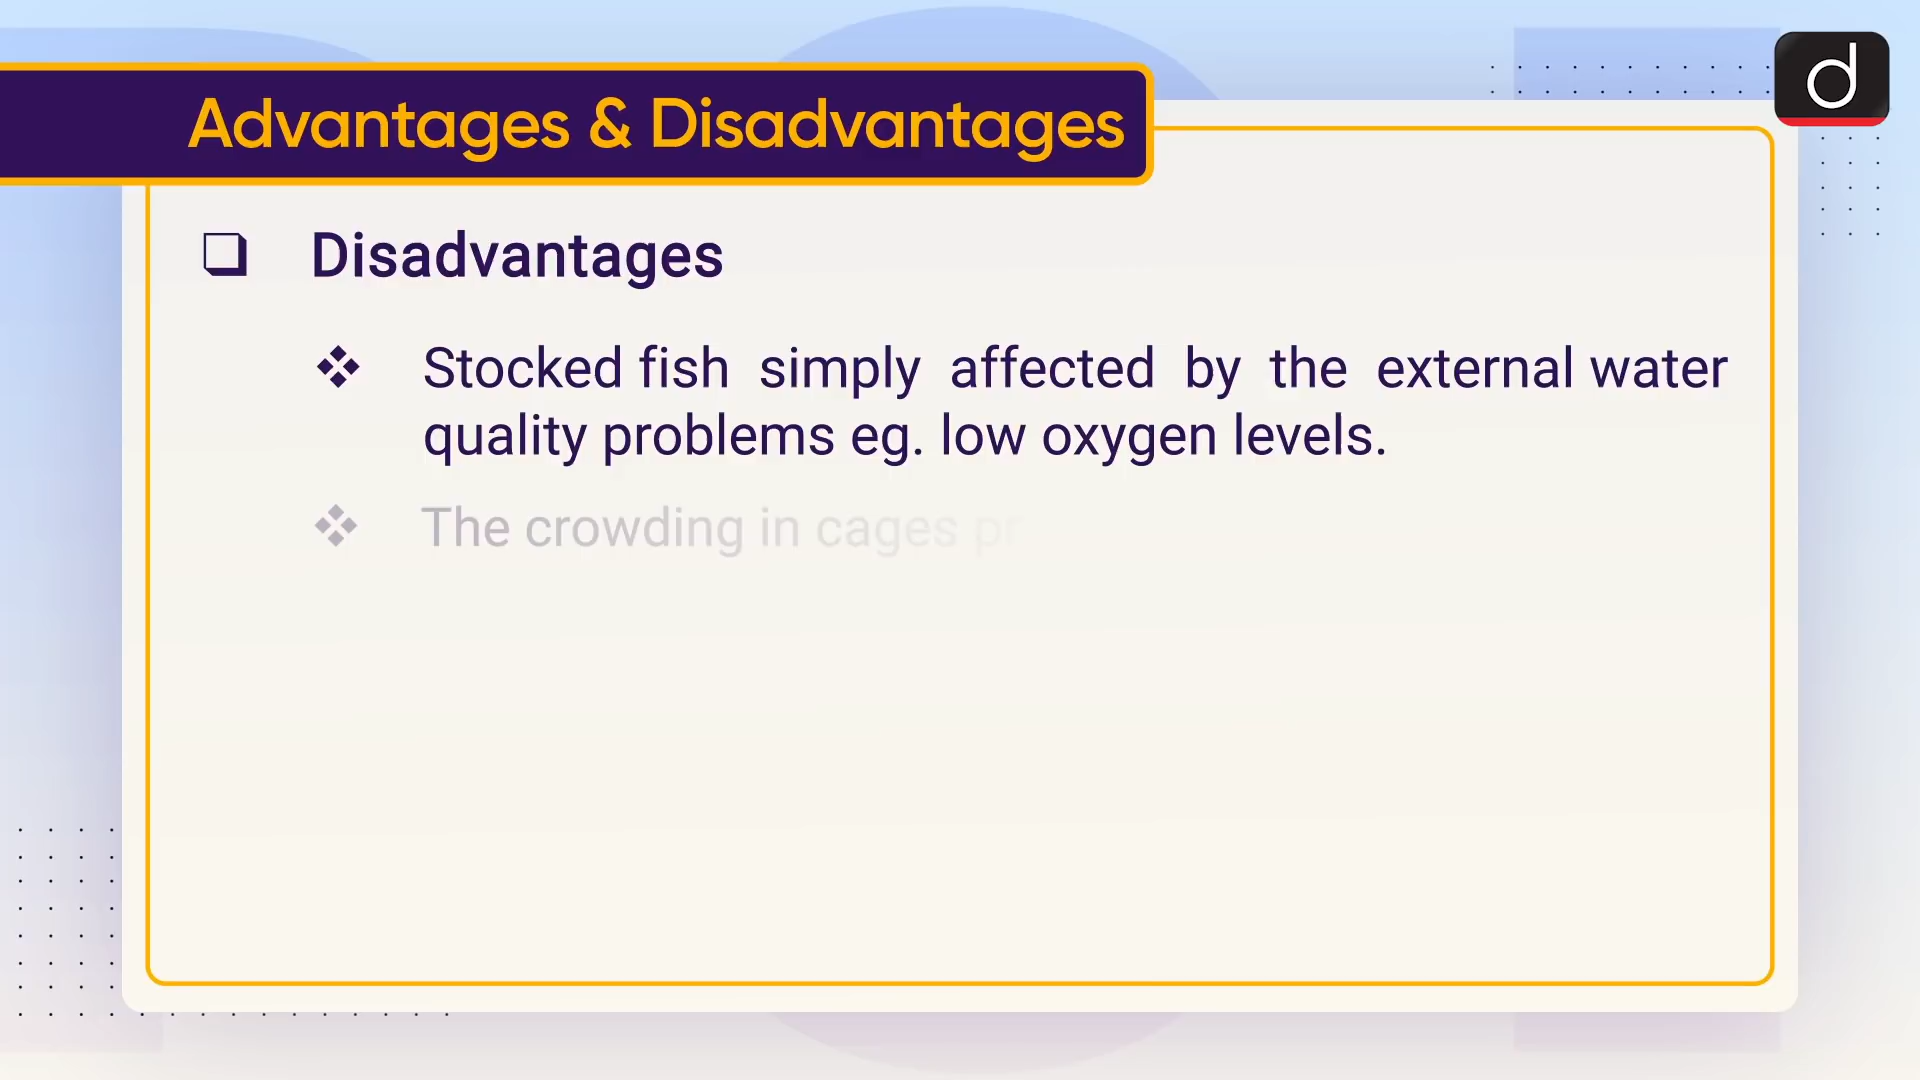 Advantages & Disadvantages
Disadvantages
Stocked fish simply affected by the external water
quality problems eg. low oxygen levels.
The crowding in cages